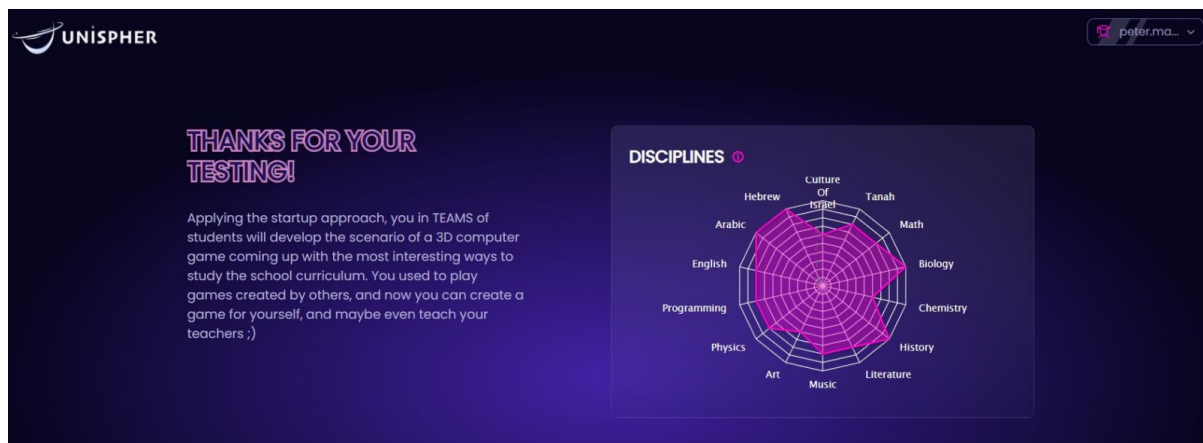 UNISPHER
peter.ma...
THANKS FOR YOUR
TESTING!
Applying the startup approach, you in TEAMS of
students will develop the scenario of a 3D computer
game coming up with the most interesting ways to
study the school curriculum. You used to play
games created by others, and now you can create a
game for yourself, and maybe even teach your
teachers ;)
DISCIPLINES
Culture
Of
Israel
Tanah
Math
Biology
Chemistry
History
Literature
Music
Art
Physics
Programming
English
Arabic
Hebrew